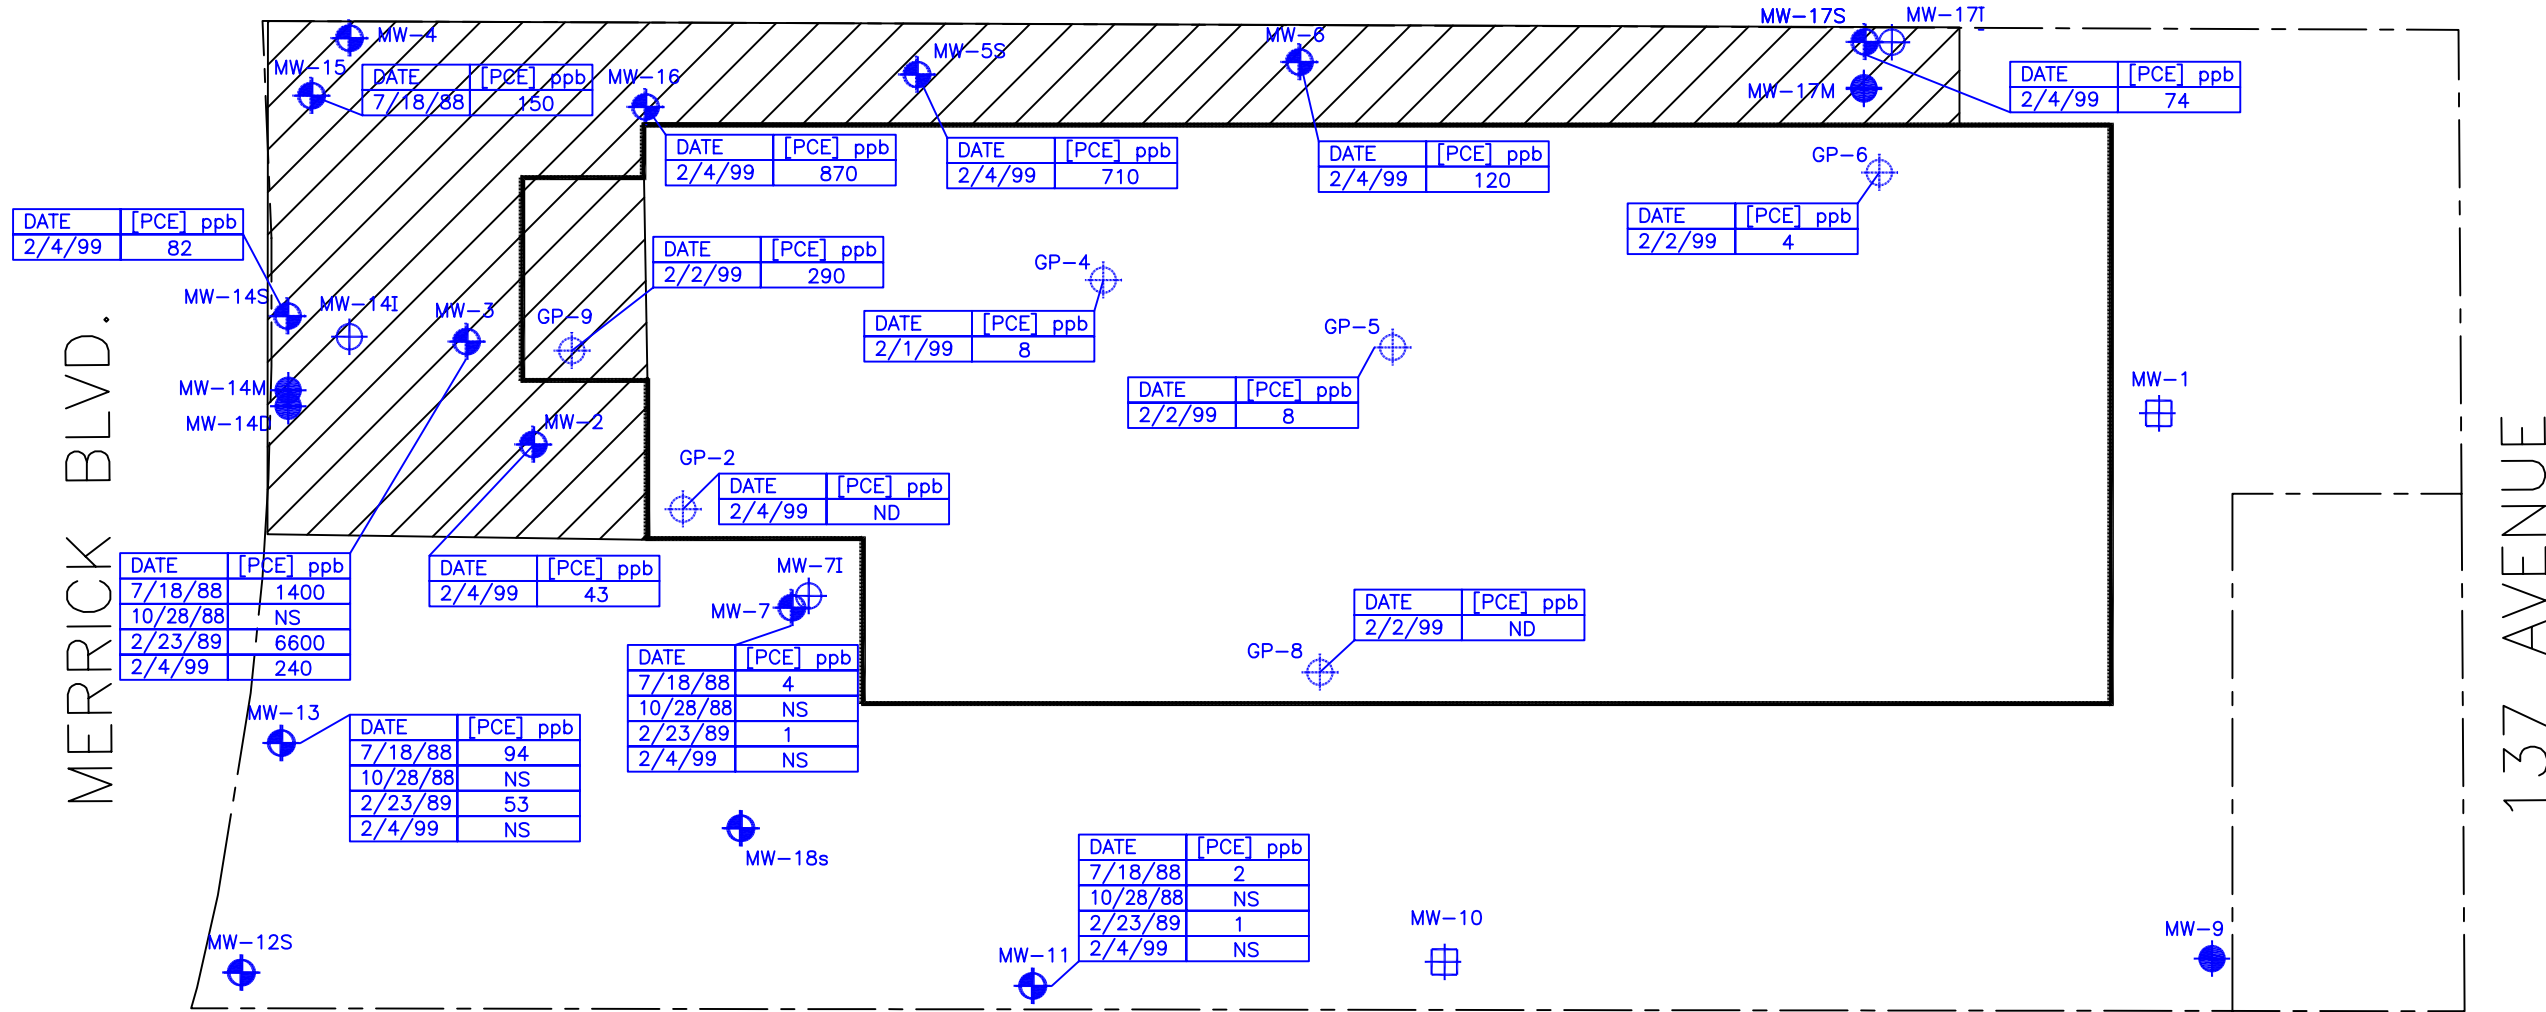 MW-17S
MW-17I
MW-4
MW-6
MW-5S
MW-15
MW-16
DATE [PCE] ppb
7/18/88 150
MW-17M
DATE [PCE] ppb
2/4/99 74
DATE [PCE] ppb
2/4/99 870
DATE [PCE] ppb
2/4/99 710
DATE [PCE] ppb
2/4/99 120
GP-6
DATE [PCE] ppb
2/2/99 4
DATE [PCE] ppb
2/4/99 82
DATE [PCE] ppb
2/2/99 290
GP-4
DATE [PCE] ppb
2/1/99 8
MW-14S
MW-14I
MW-3
GP-9
GP-5
DATE [PCE] ppb
2/2/99 8
MW-1
MW-14M
MW-14D
MW-2
GP-2
DATE [PCE] ppb
2/4/99 ND
MERRICK BLVD.
137 AVENUE
DATE [PCE] ppb
7/18/88 1400
10/28/88 NS
2/23/89 6600
2/4/99 240
DATE [PCE] ppb
2/4/99 43
MW-7I
MW-7
DATE [PCE] ppb
7/18/88 4
10/28/88 NS
2/23/89 1
2/4/99 NS
DATE [PCE] ppb
2/2/99 ND
GP-8
MW-13
DATE [PCE] ppb
7/18/88 94
10/28/88 NS
2/23/89 53
2/4/99 NS
MW-18s
DATE [PCE] ppb
7/18/88 2
10/28/88 NS
2/23/89 1
2/4/99 NS
MW-12S
MW-11
MW-10
MW-9